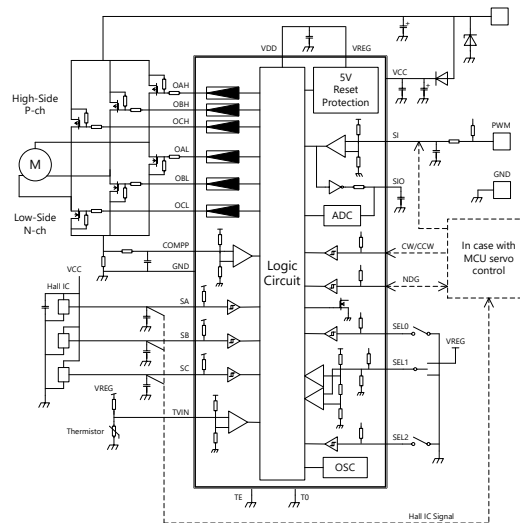 VDD
VREG
5V
Reset
Protection
VCC
OAH
OBH
OCH
OAL
OBL
OCL
High-Side
P-ch
M
Low-Side
N-ch
SI
PWM
SIO
GND
ADC
COMPP
GND
Logic
Circuit
CW/CCW
NDG
In case with
MCU servo
control
VCC
Hall IC
SA
SB
SC
SEL0
VREG
SEL1
VREG
TVIN
Thermistor
SEL2
OSC
TE
T0
Hall IC Signal